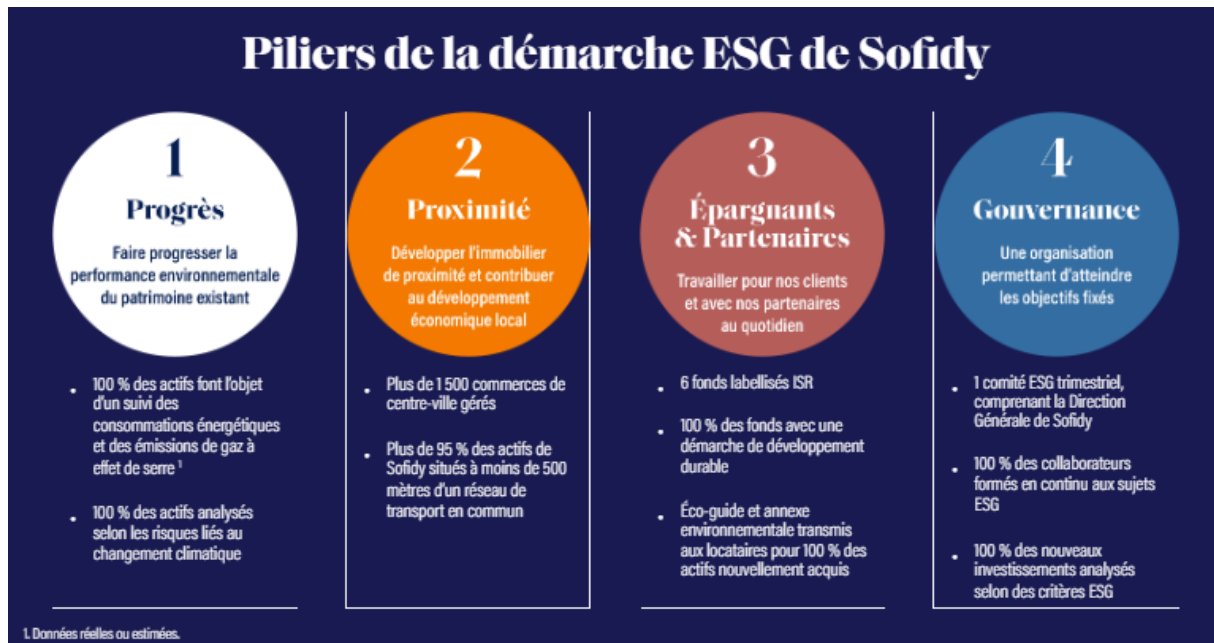 Piliers de la démarche ESG de Sofidy
1
Progrès
Faire progresser la
performance environnementale
du patrimoine existant
• 100 % des actifs font l'objet
d'un suivi des
consommations énergétiques
et des émissions de gaz à
effet de serre ¹
• 100 % des actifs analysés
selon les risques liés au
changement climatique
2
Proximité
Développer l'immobilier
de proximité et contribuer
au développement
économique local
• Plus de 1 500 commerces de
centre-ville gérés
• Plus de 95 % des actifs de
Sofidy situés à moins de 500
mètres d'un réseau de
transport en commun
3
Épargnants
& Partenaires
Travailler pour nos clients
et avec nos partenaires
au quotidien
• 6 fonds labellisés ISR
• 100 % des fonds avec une
démarche de développement
durable
• Éco-guide et annexe
environnementale transmis
aux locataires pour 100 % des
actifs nouvellement acquis
4
Gouvernance
Une organisation
permettant d'atteindre
les objectifs fixés
• 1 comité ESG trimestriel,
comprenant la Direction
Générale de Sofidy
• 100 % des collaborateurs
formés en continu aux sujets
ESG
• 100 % des nouveaux
investissements analysés
selon des critères ESG
1. Données réelles ou estimées.